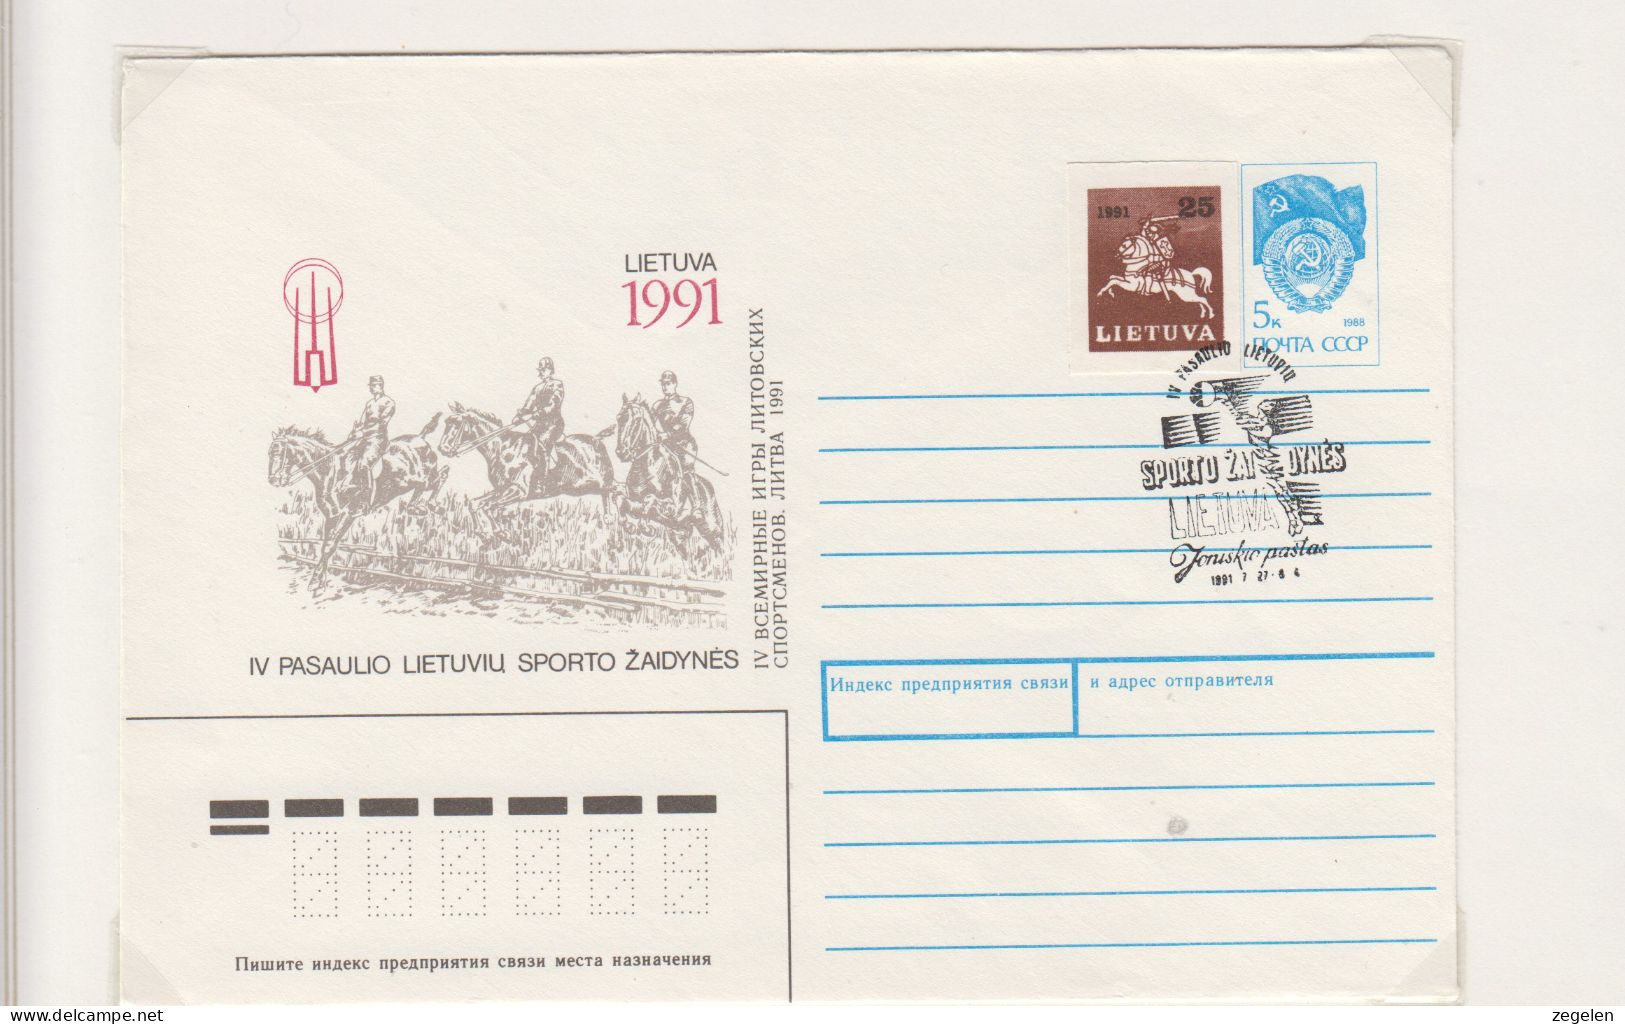 LIETUVA
1991
IV ВСЕМИРНЫЕ ИГРЫ ЛИТОВСКИХ
СПОРТСМЕНОВ. ЛИТВА 1991
IV PASAULIO LIETUVIŲ SPORTO ŽAIDYNĖS
1991 25
LIETUVA
5к 1988
ПОЧТА СССР
IV PASAULIO LIETUVIŲ
SPORTO ŽAIDYNĖS
LIETUVA
Joniškio paštas
1991 7 27-8 4
Индекс предприятия связи и адрес отправителя
Пишите индекс предприятия связи места назначения
www.delcampe.net
zegelen